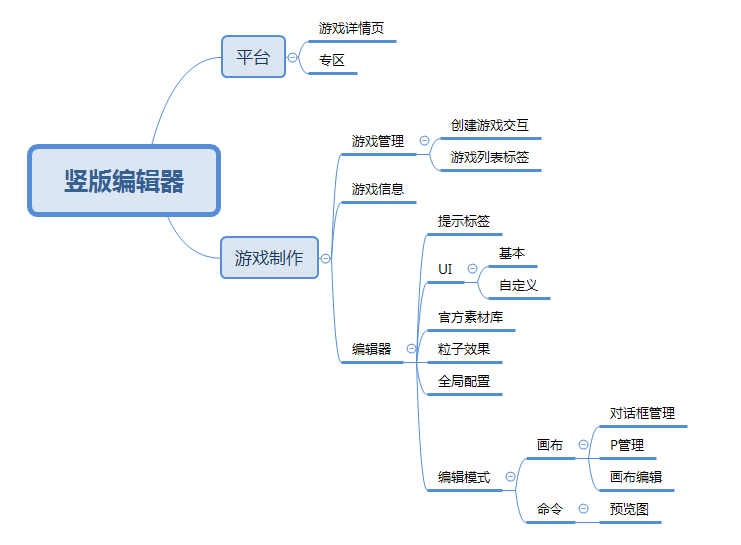 竖版编辑器
平台
游戏详情页
专区
游戏制作
游戏管理
创建游戏交互
游戏列表标签
游戏信息
编辑器
提示标签
UI
基本
自定义
官方素材库
粒子效果
全局配置
编辑模式
画布
对话框管理
P管理
画布编辑
命令
预览图